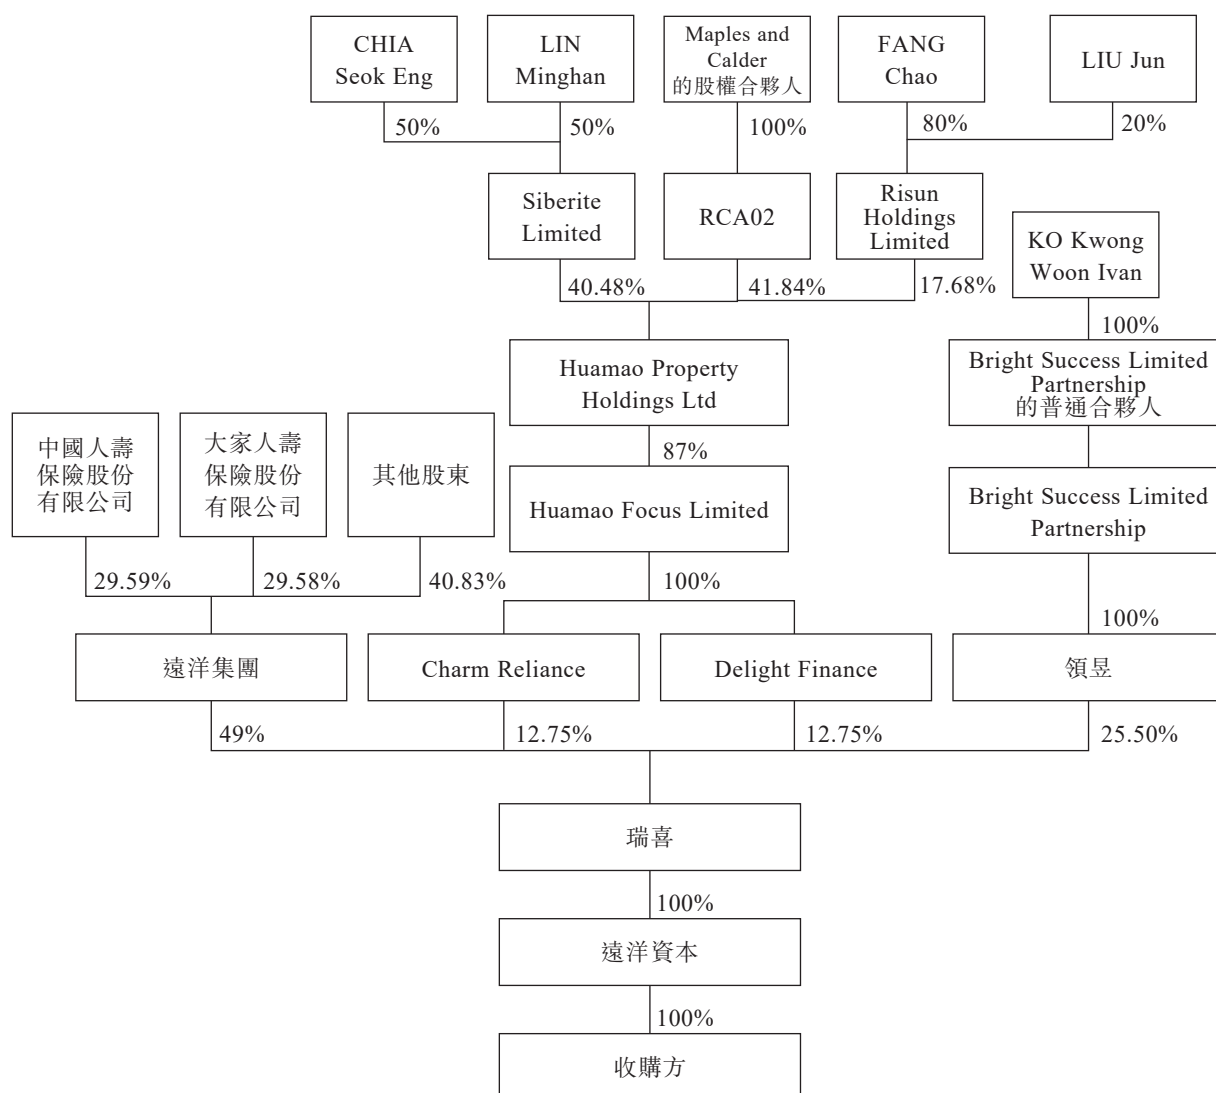 CHIA
Seok Eng
LIN
Minghan
Maples and
Calder
的股權合夥人
FANG
Chao
LIU Jun
50%
50%
100%
80%
20%
Siberite
Limited
RCA02
Risun
Holdings
Limited
KO Kwong
Woon Ivan
40.48%
41.84%
17.68%
100%
Huamao Property
Holdings Ltd
Bright Success Limited
Partnership
的普通合夥人
中國人壽
保險股份
有限公司
大家人壽
保險股份
有限公司
其他股東
87%
Huamao Focus Limited
Bright Success Limited
Partnership
29.59%
29.58%
40.83%
100%
100%
遠洋集團
Charm Reliance
Delight Finance
領昱
49%
12.75%
12.75%
25.50%
瑞喜
100%
遠洋資本
100%
收購方